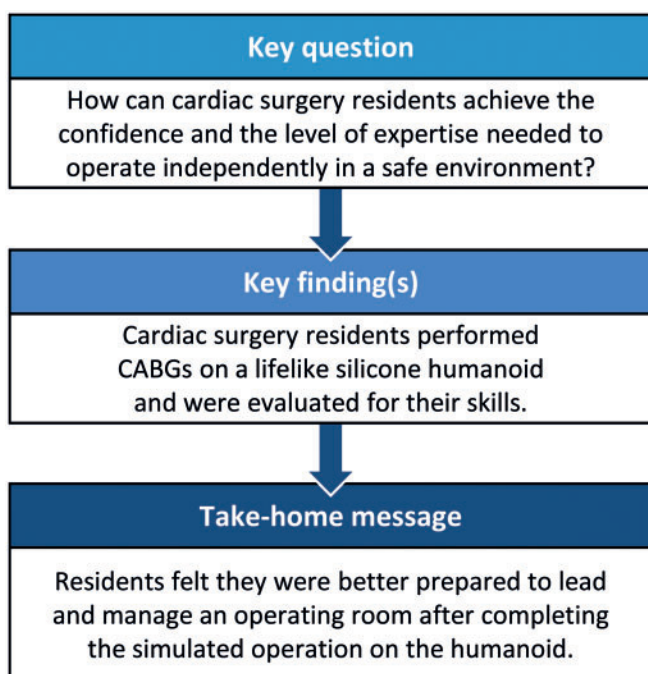 Key question
How can cardiac surgery residents achieve the
confidence and the level of expertise needed to
operate independently in a safe environment?
Key finding(s)
Cardiac surgery residents performed
CABGs on a lifelike silicone humanoid
and were evaluated for their skills.
Take-home message
Residents felt they were better prepared to lead
and manage an operating room after completing
the simulated operation on the humanoid.